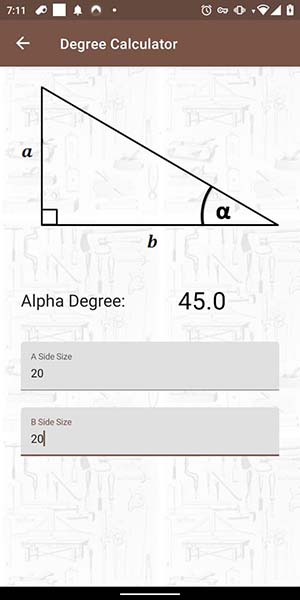 7:11
Degree Calculator
a
α
b
Alpha Degree: 45.0
A Side Size
20
B Side Size
20